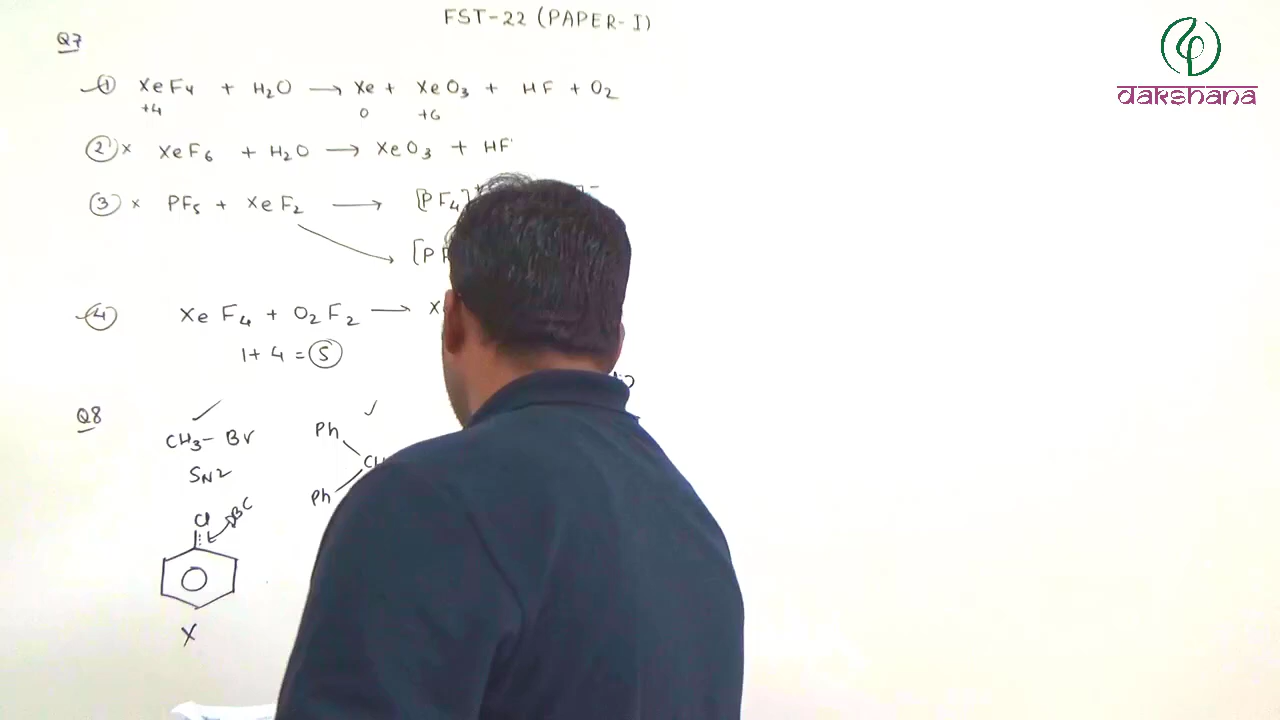 FST-22 (PAPER-I)
dakshana
Q7
① XeF4 + H2O → Xe + XeO3 + HF + O2
+4 0 +6
② × XeF6 + H2O → XeO3 + HF
③ × PF5 + XeF2 → [PF4]
[P
④ XeF4 + O2F2 → X
1 + 4 = 5
Q8
CH3-Br
SN2
Ph
Ph
Cl
X